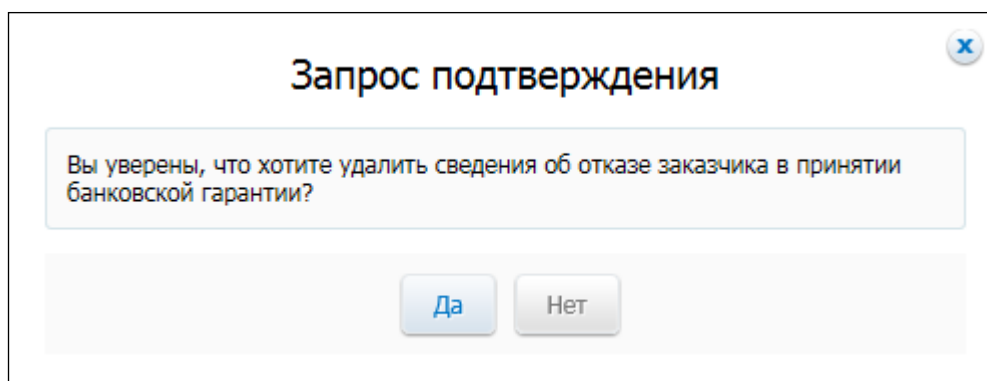 Запрос подтверждения
Вы уверены, что хотите удалить сведения об отказе заказчика в принятии
банковской гарантии?
Да
Нет